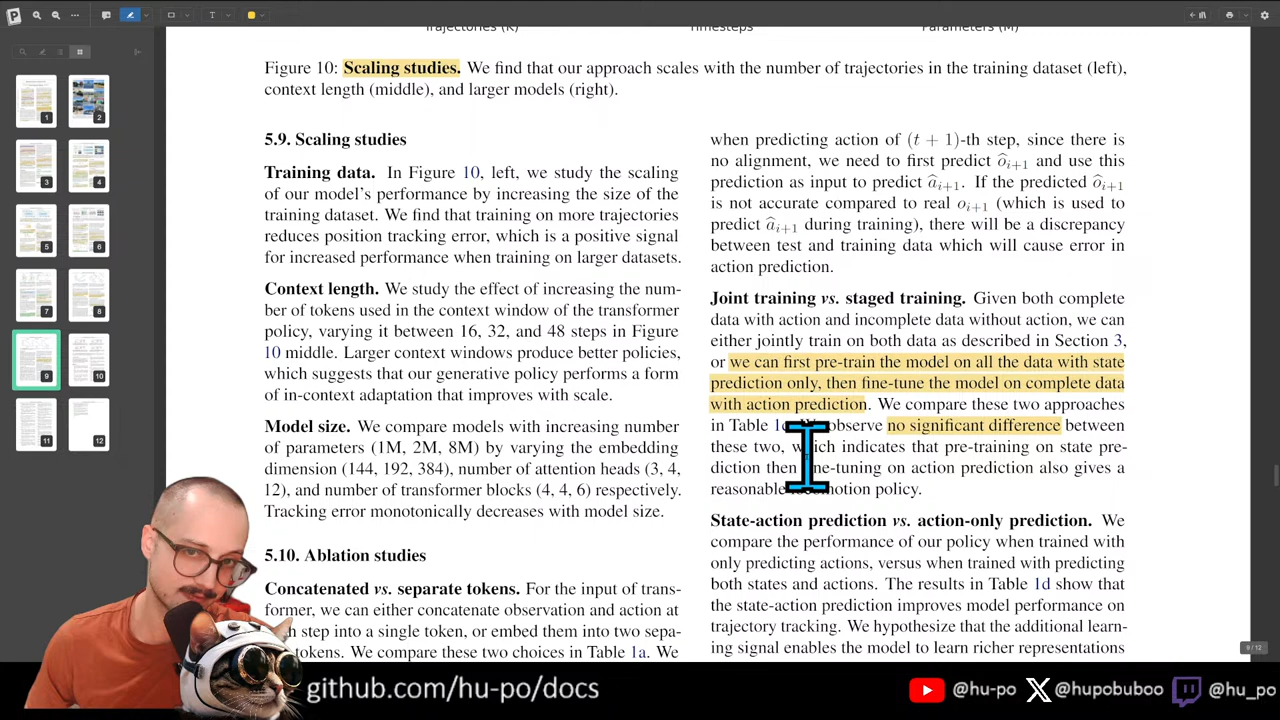 Trajectories (K)
Timesteps
Parameters (M)
Figure 10: Scaling studies. We find that our approach scales with the number of trajectories in the training dataset (left),
context length (middle), and larger models (right).
5.9. Scaling studies
Training data. In Figure 10, left, we study the scaling
of our model's performance by increasing the size of the
training dataset. We find that training on more trajectories
reduces position tracking error, which is a positive signal
for increased performance when training on larger datasets.
Context length. We study the effect of increasing the num-
ber of tokens used in the context window of the transformer
policy, varying it between 16, 32, and 48 steps in Figure
10 middle. Larger context windows produce better policies,
which suggests that our generative policy performs a form
of in-context adaptation that improves with scale.
Model size. We compare models with increasing number
of parameters (1M, 2M, 8M) by varying the embedding
dimension (144, 192, 384), number of attention heads (3, 4,
12), and number of transformer blocks (4, 4, 6) respectively.
Tracking error monotonically decreases with model size.
5.10. Ablation studies
Concatenated vs. separate tokens. For the input of trans-
former, we can either concatenate observation and action at
step into a single token, or embed them into two sepa-
tokens. We compare these two choices in Table 1a. We
when predicting action of (t + 1)-th step, since there is
no alignment, we need to first predict ô_{i+1} and use this
prediction as input to predict â_{i+1}. If the predicted ô_{i+1}
is not accurate compared to real o_{i+1} (which is used to
predict â_{i+1} during training), there will be a discrepancy
between test and training data which will cause error in
action prediction.
Joint training vs. staged training. Given both complete
data with action and incomplete data without action, we can
either jointly train on both data as described in Section 3,
or we can first pre-train the model on all the data with state
prediction only, then fine-tune the model on complete data
with action prediction. We compare these two approaches
in Table observe no significant difference between
these two, which indicates that pre-training on state pre-
diction then fine-tuning on action prediction also gives a
reasonable locomotion policy.
State-action prediction vs. action-only prediction. We
compare the performance of our policy when trained with
only predicting actions, versus when trained with predicting
both states and actions. The results in Table 1d show that
the state-action prediction improves model performance on
trajectory tracking. We hypothesize that the additional learn-
ing signal enables the model to learn richer representations
1
2
3
4
5
6
7
8
9
10
11
12
9 / 12
github.com/hu-po/docs
@hu-po
@hupobuboo
@hu_po